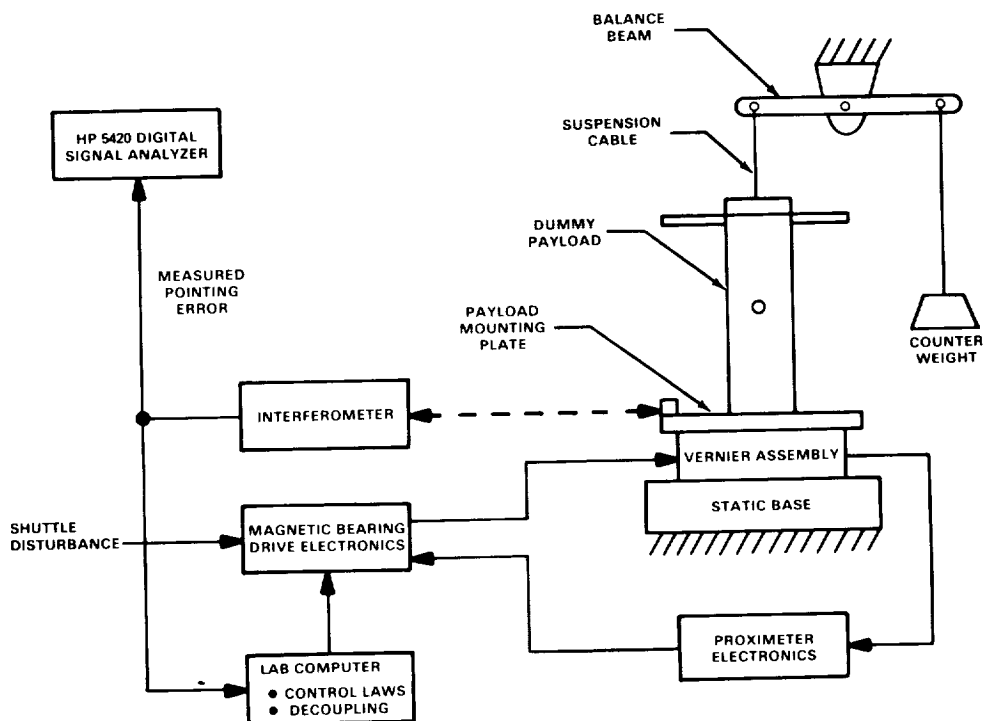 BALANCE
BEAM
HP 5420 DIGITAL
SIGNAL ANALYZER
SUSPENSION
CABLE
DUMMY
PAYLOAD
MEASURED
POINTING
ERROR
PAYLOAD
MOUNTING
PLATE
COUNTER
WEIGHT
INTERFEROMETER
VERNIER ASSEMBLY
STATIC BASE
SHUTTLE
DISTURBANCE
MAGNETIC BEARING
DRIVE ELECTRONICS
PROXIMETER
ELECTRONICS
LAB COMPUTER
● CONTROL LAWS
● DECOUPLING